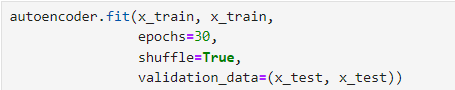 autoencoder.fit(x_train, x_train,
                epochs=30,
                shuffle=True,
                validation_data=(x_test, x_test))